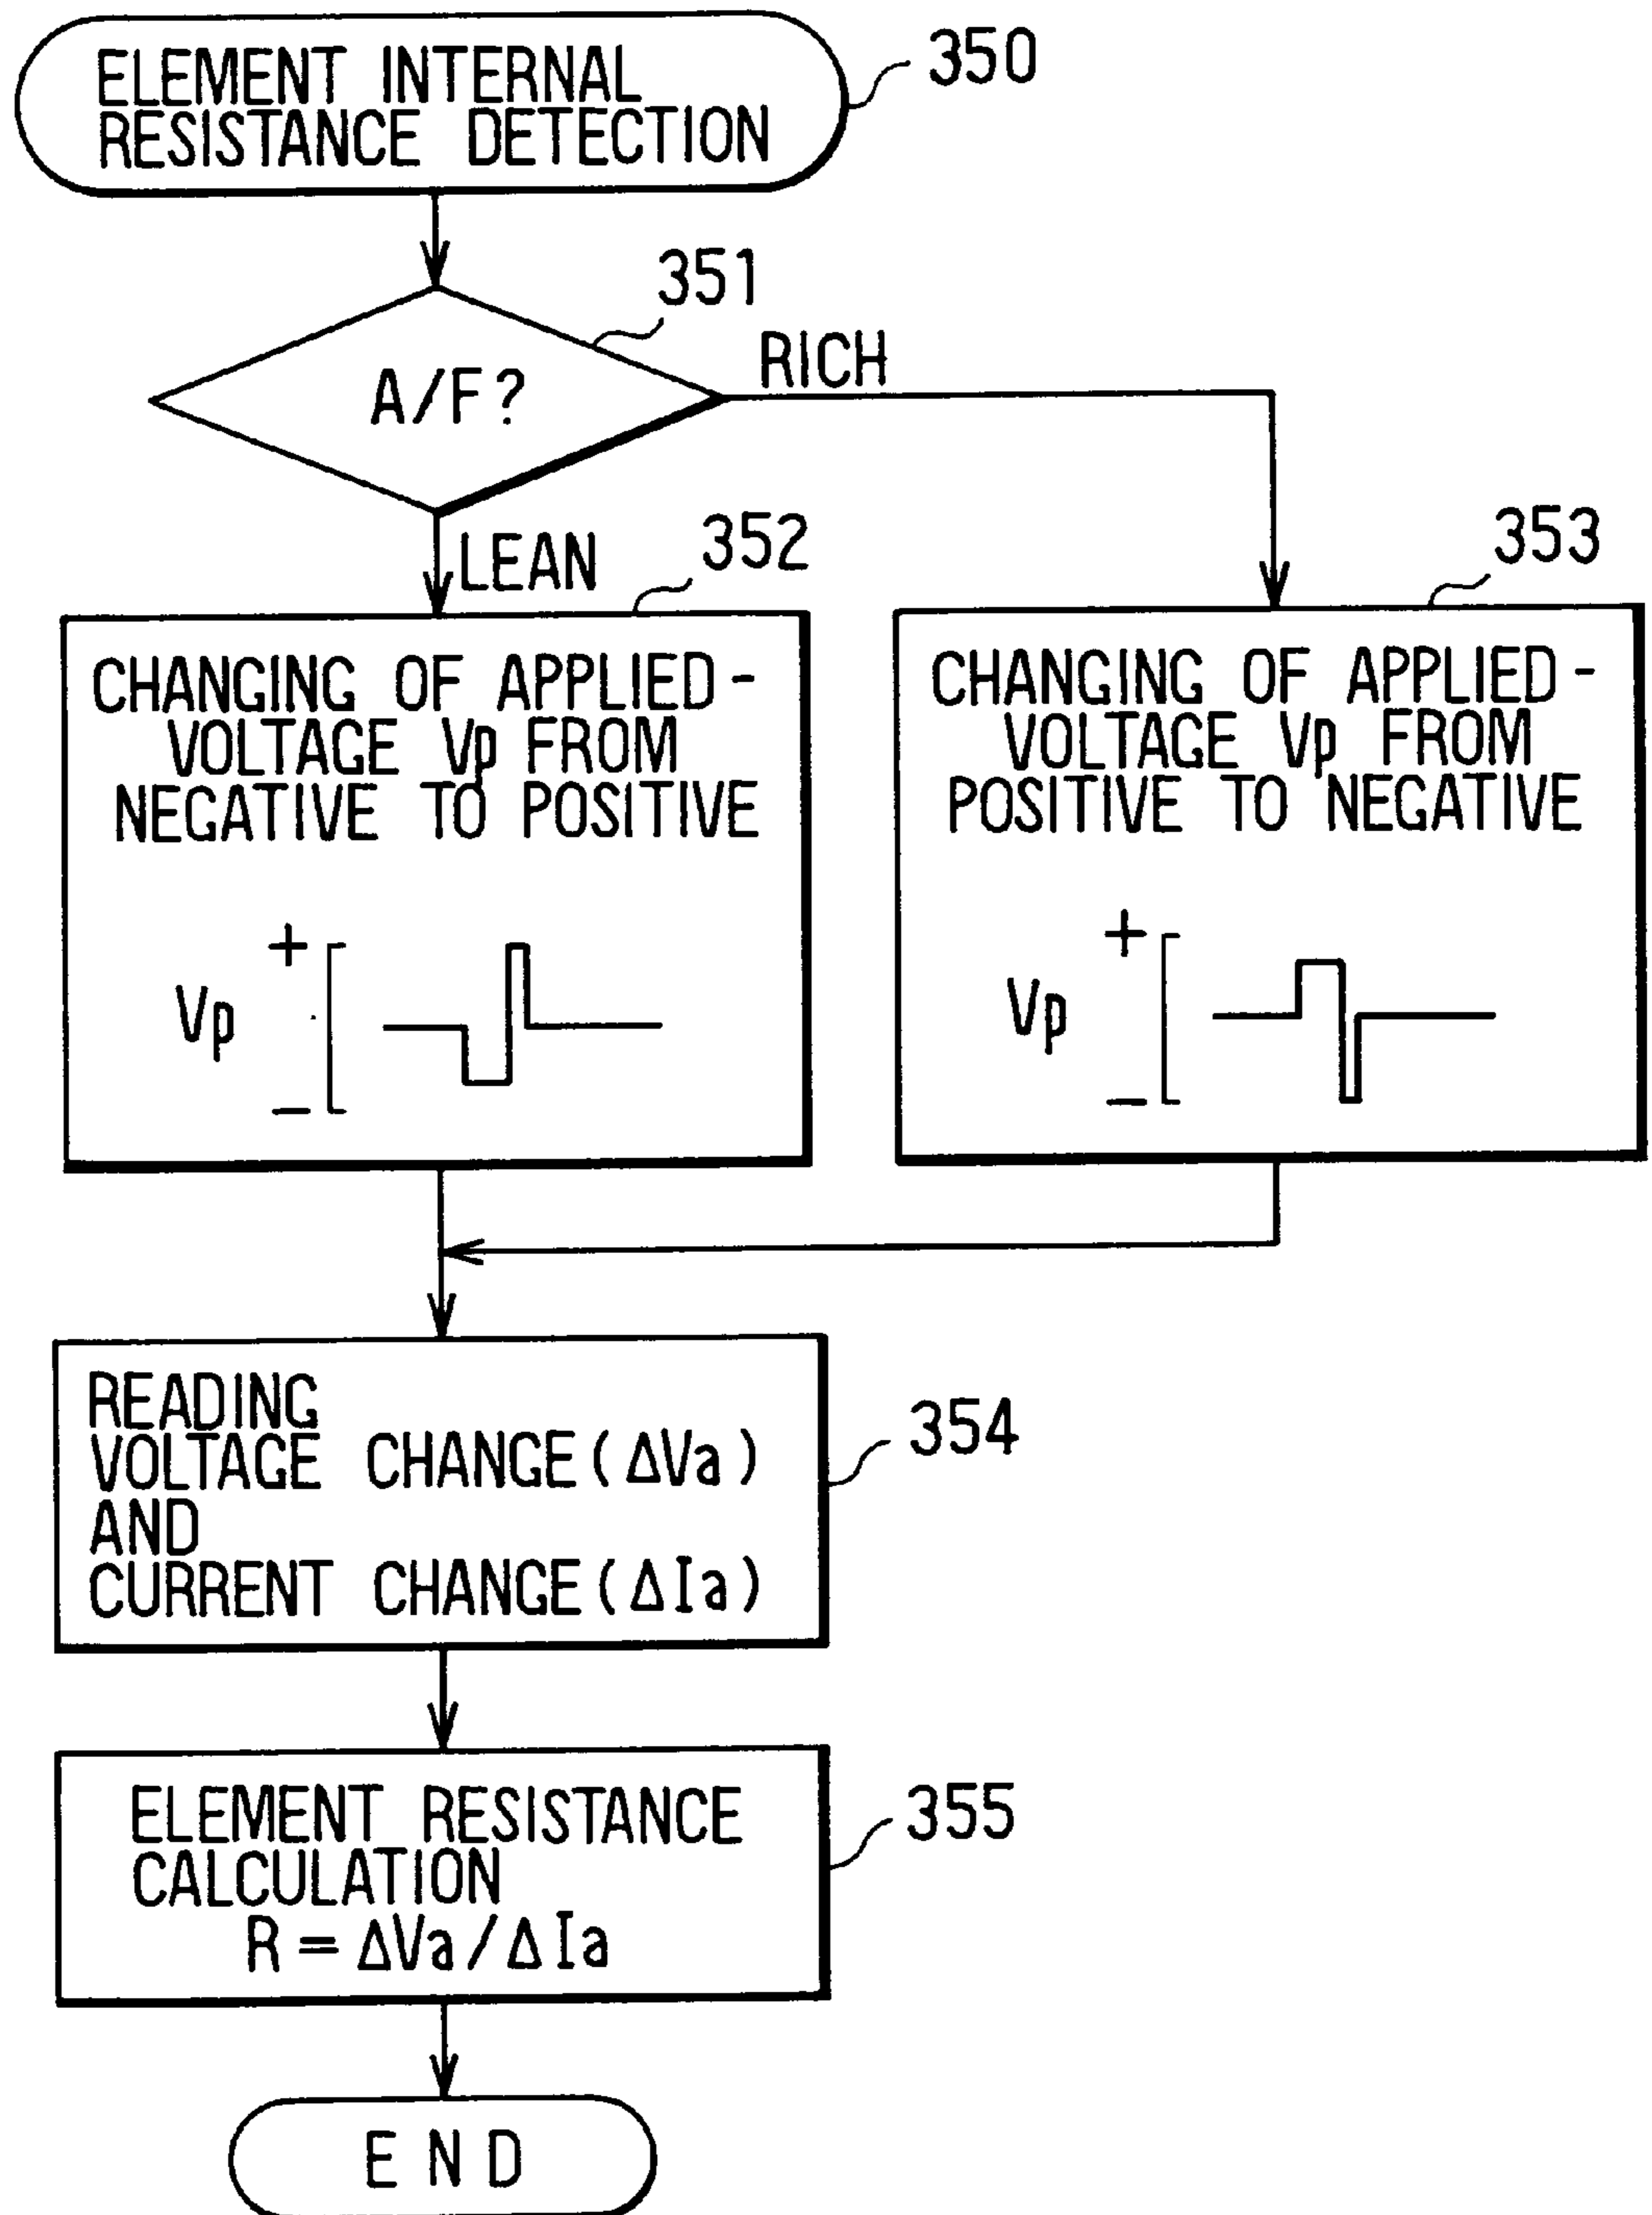 ELEMENT INTERNAL
RESISTANCE DETECTION
350
351
A/F?
RICH
LEAN
352
CHANGING OF APPLIED-
VOLTAGE Vp FROM
NEGATIVE TO POSITIVE
+
Vp
-
353
CHANGING OF APPLIED-
VOLTAGE Vp FROM
POSITIVE TO NEGATIVE
+
Vp
-
READING
VOLTAGE CHANGE (ΔVa)
AND
CURRENT CHANGE (ΔIa)
354
ELEMENT RESISTANCE
CALCULATION
R = ΔVa/ΔIa
355
END